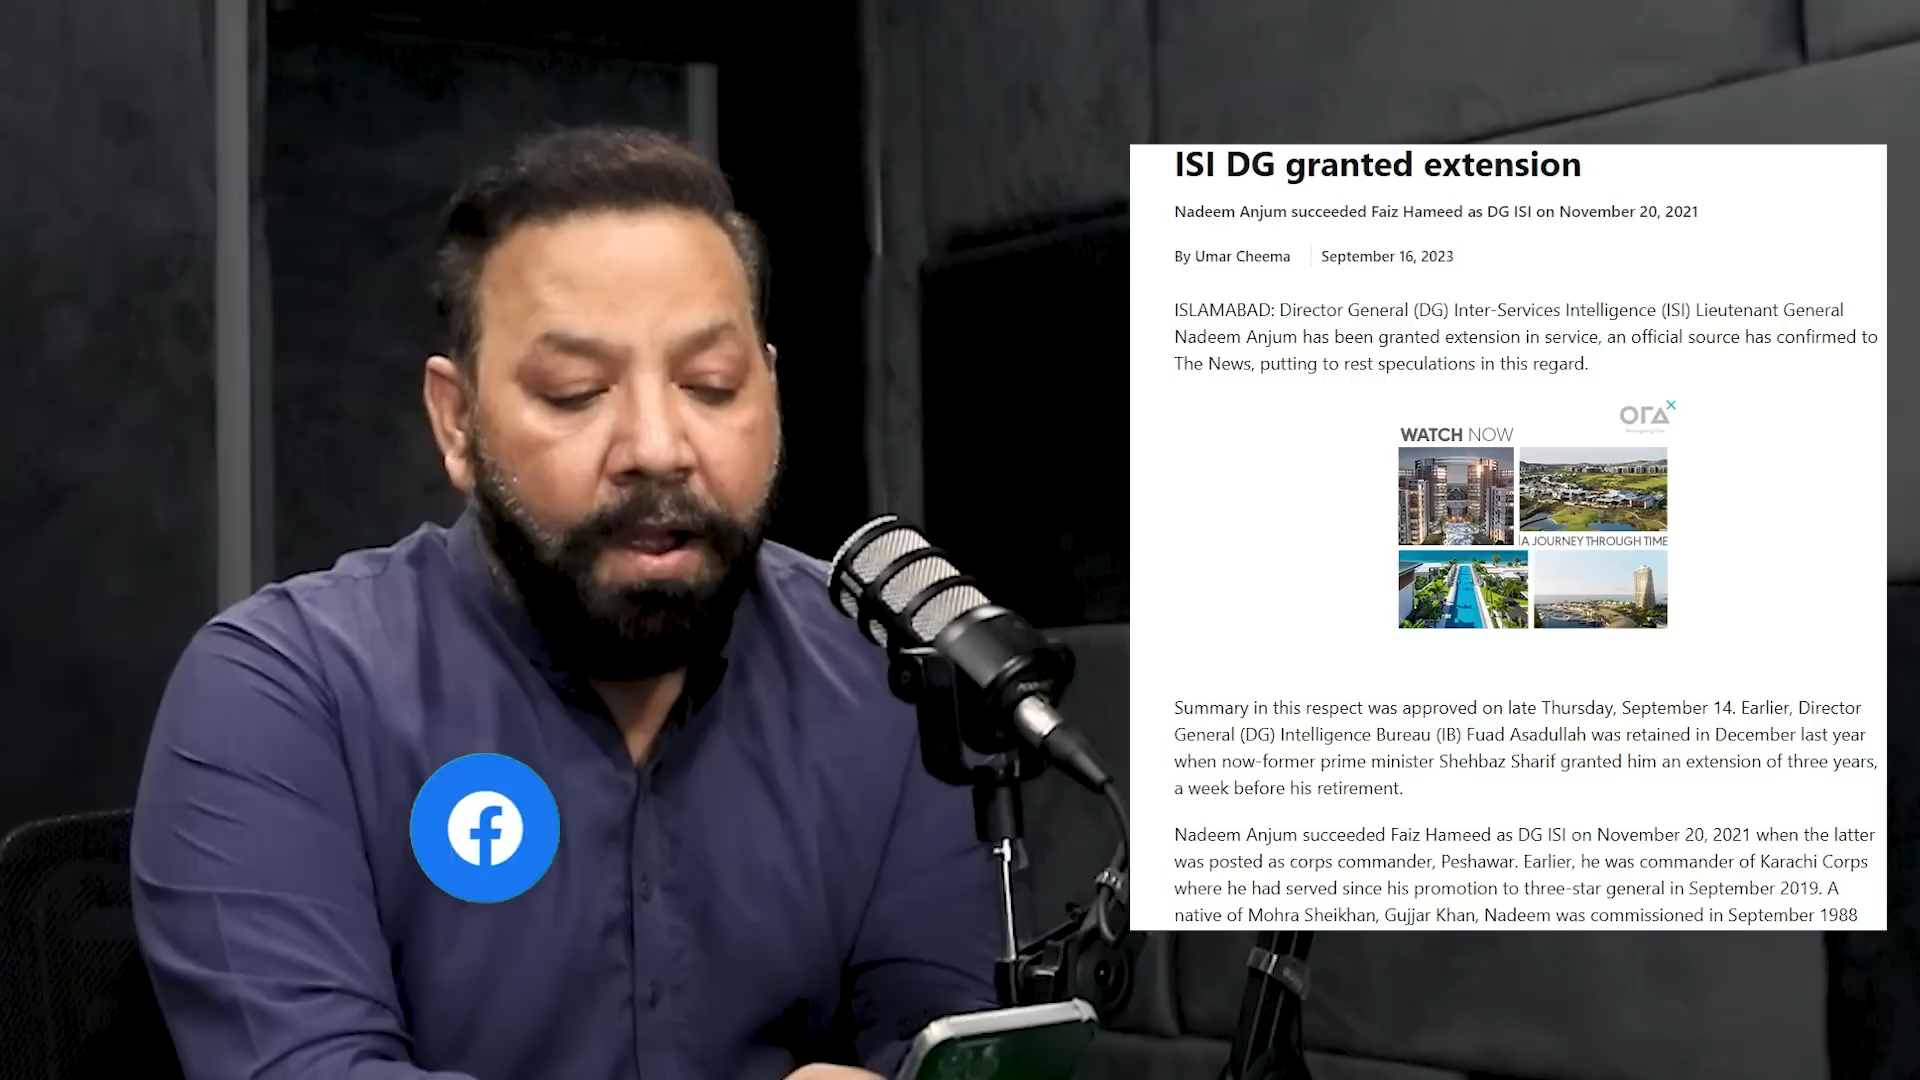 ISI DG granted extension
Nadeem Anjum succeeded Faiz Hameed as DG ISI on November 20, 2021
By Umar Cheema
September 16, 2023
ISLAMABAD: Director General (DG) Inter-Services Intelligence (ISI) Lieutenant General
Nadeem Anjum has been granted extension in service, an official source has confirmed to
The News, putting to rest speculations in this regard.
ora
WATCH NOW
A JOURNEY THROUGH TIME
Summary in this respect was approved on late Thursday, September 14. Earlier, Director
General (DG) Intelligence Bureau (IB) Fuad Asadullah was retained in December last year
when now-former prime minister Shehbaz Sharif granted him an extension of three years,
a week before his retirement.
Nadeem Anjum succeeded Faiz Hameed as DG ISI on November 20, 2021 when the latter
was posted as corps commander, Peshawar. Earlier, he was commander of Karachi Corps
where he had served since his promotion to three-star general in September 2019. A
native of Mohra Sheikhan, Gujjar Khan, Nadeem was commissioned in September 1988